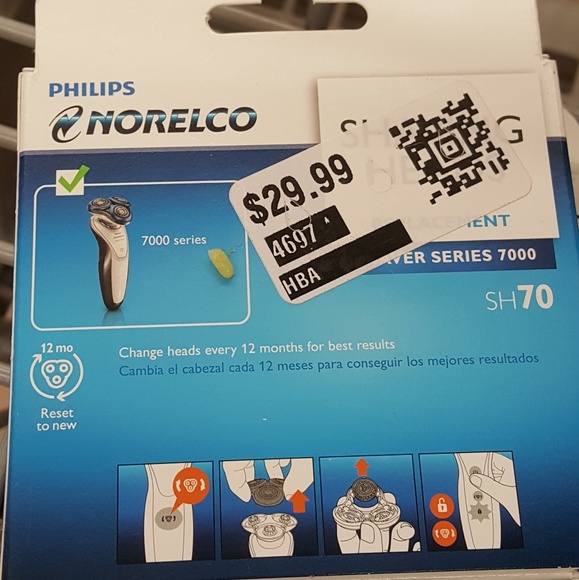 PHILIPS
NORELCO
$29.99
4697
HBA
7000 series
SERIES 7000
SH70
12 mo
Reset
to new
Change heads every 12 months for best results
Cambia el cabezal cada 12 meses para conseguir los mejores resultados